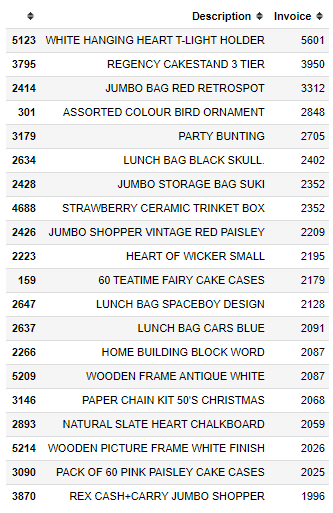 Description Invoice
5123 WHITE HANGING HEART T-LIGHT HOLDER 5601
3795 REGENCY CAKESTAND 3 TIER 3950
2414 JUMBO BAG RED RETROSPOT 3312
301 ASSORTED COLOUR BIRD ORNAMENT 2848
3179 PARTY BUNTING 2705
2634 LUNCH BAG BLACK SKULL. 2402
2428 JUMBO STORAGE BAG SUKI 2352
4688 STRAWBERRY CERAMIC TRINKET BOX 2352
2426 JUMBO SHOPPER VINTAGE RED PAISLEY 2209
2223 HEART OF WICKER SMALL 2195
159 60 TEATIME FAIRY CAKE CASES 2179
2647 LUNCH BAG SPACEBOY DESIGN 2128
2637 LUNCH BAG CARS BLUE 2091
2266 HOME BUILDING BLOCK WORD 2087
5209 WOODEN FRAME ANTIQUE WHITE 2087
3146 PAPER CHAIN KIT 50'S CHRISTMAS 2068
2893 NATURAL SLATE HEART CHALKBOARD 2059
5214 WOODEN PICTURE FRAME WHITE FINISH 2026
3090 PACK OF 60 PINK PAISLEY CAKE CASES 2025
3870 REX CASH+CARRY JUMBO SHOPPER 1996